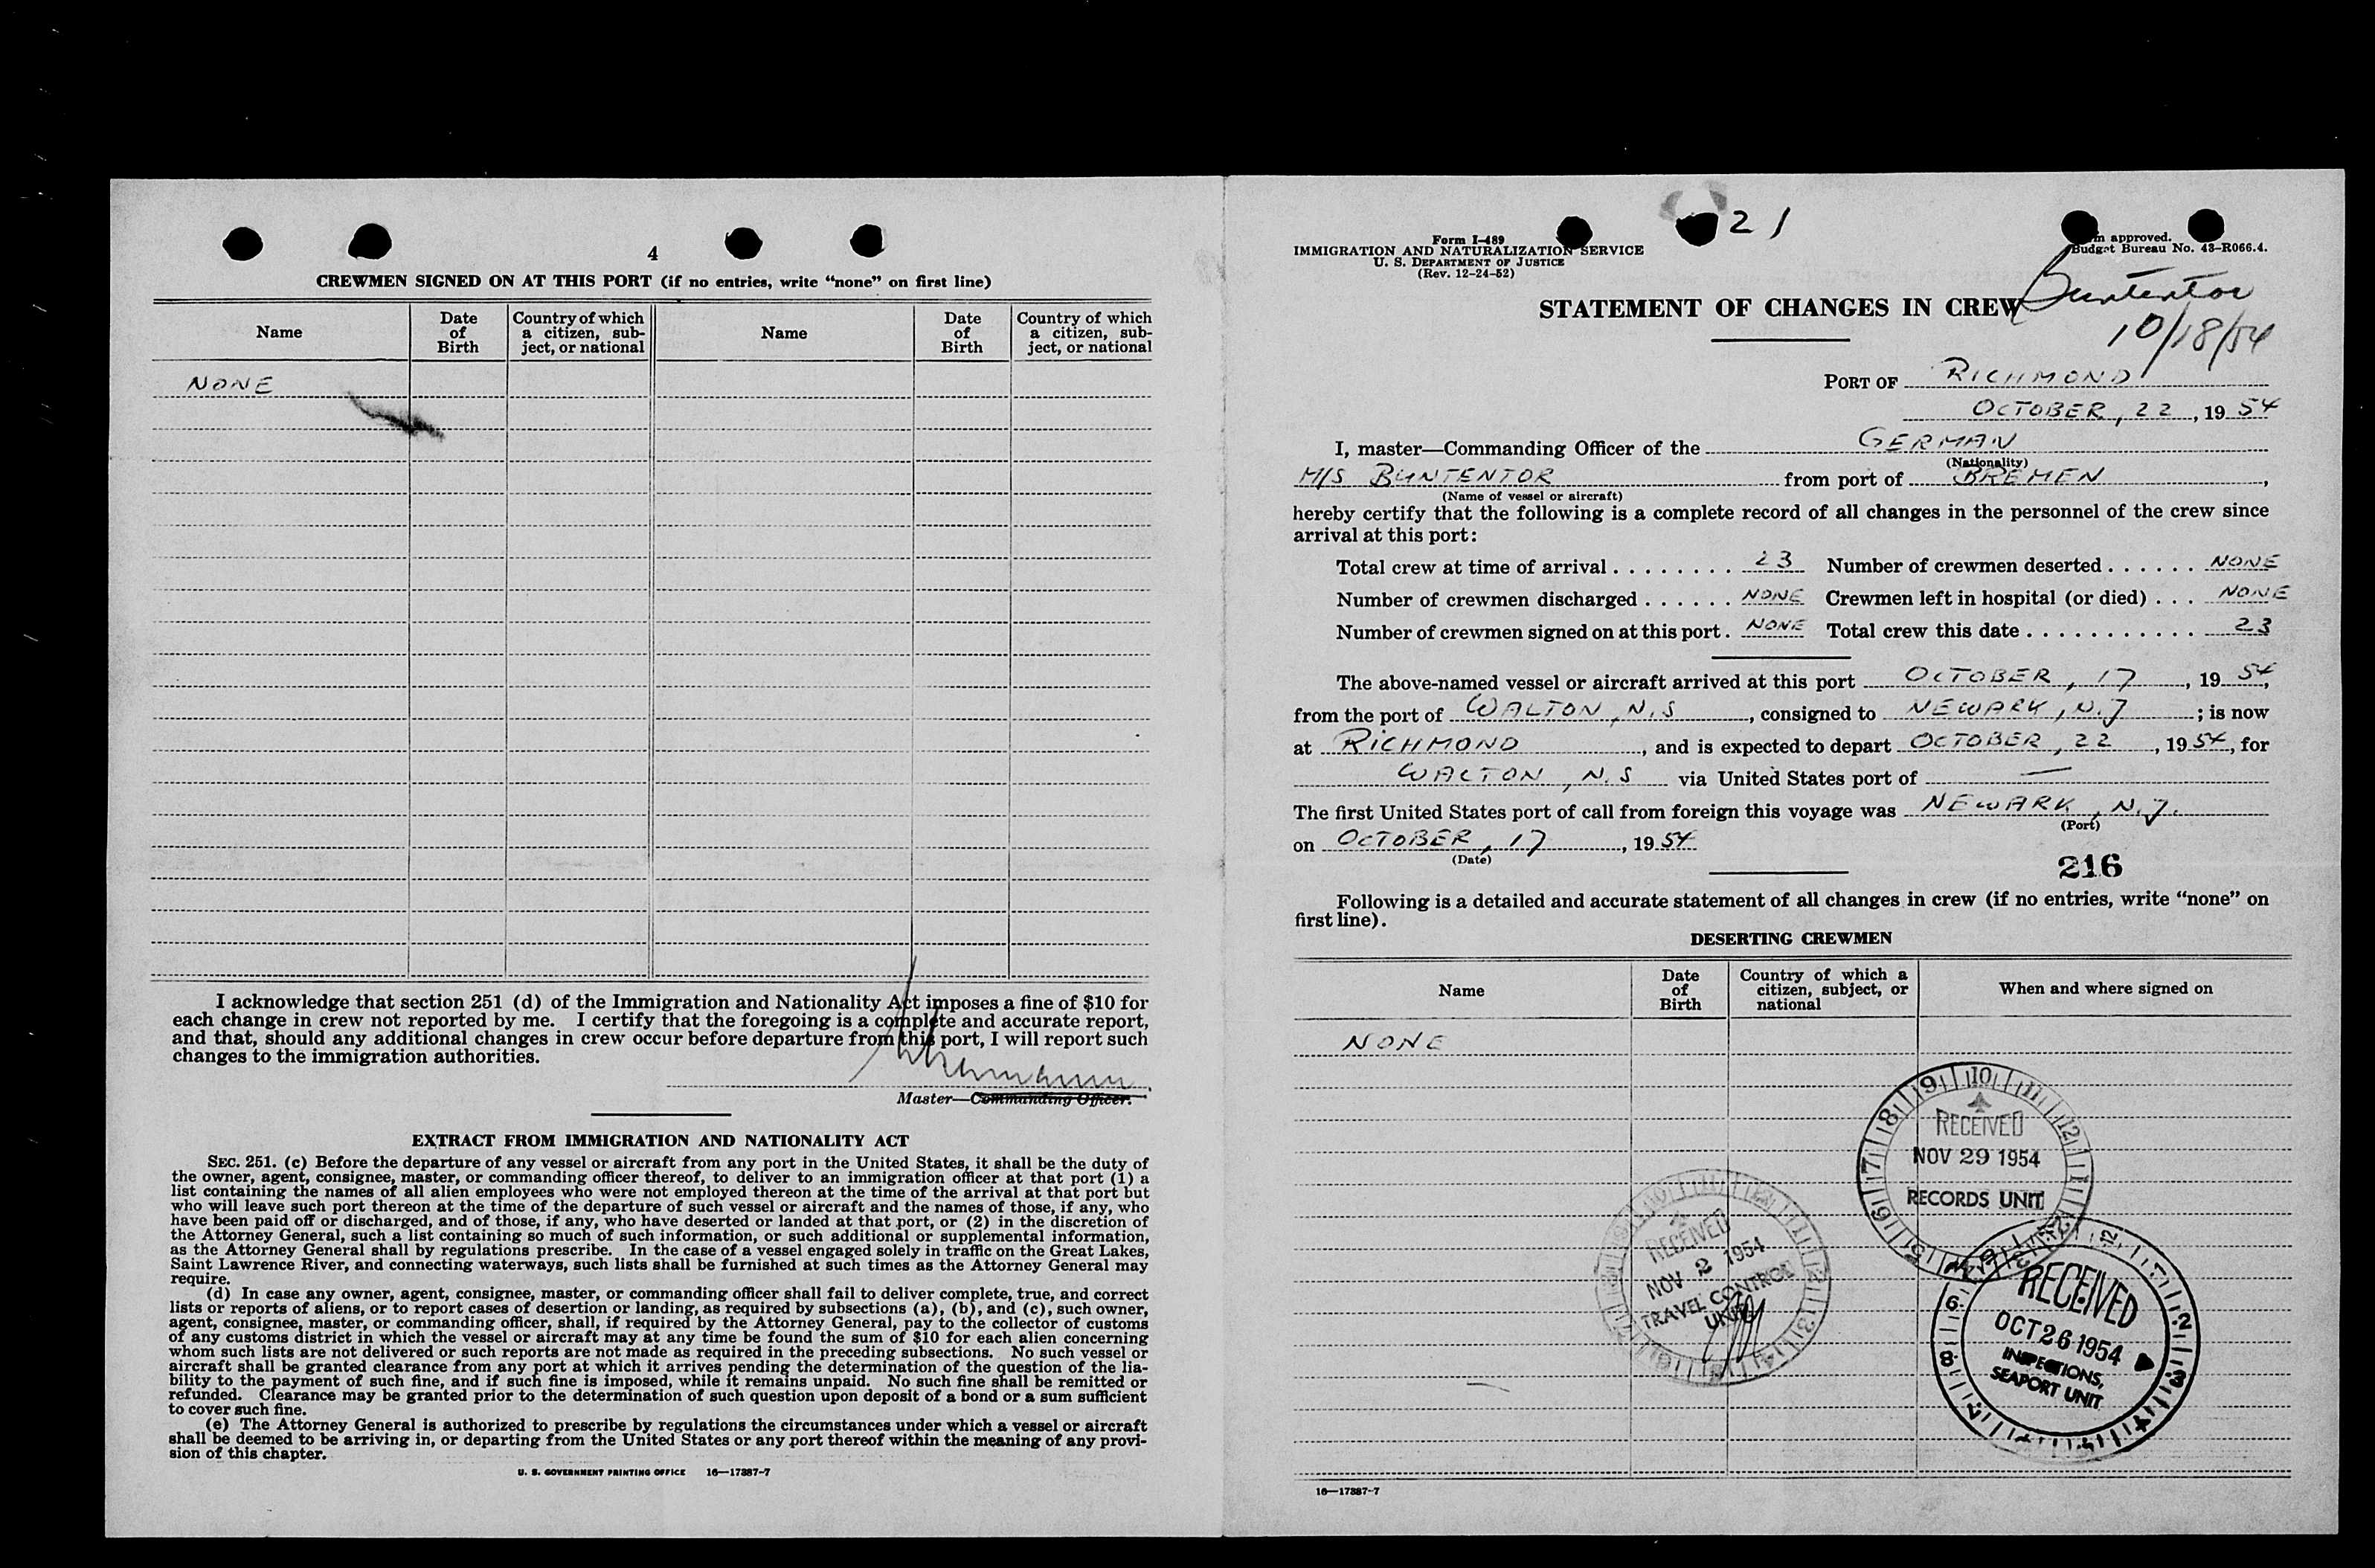 4
CREWMEN SIGNED ON AT THIS PORT (if no entries, write “none” on first line)
Name
Date of Birth
Country of which a citizen, subject, or national
Name
Date of Birth
Country of which a citizen, subject, or national
NONE
I acknowledge that section 251 (d) of the Immigration and Nationality Act imposes a fine of $10 for
each change in crew not reported by me. I certify that the foregoing is a complete and accurate report,
and that, should any additional changes in crew occur before departure from this port, I will report such
changes to the immigration authorities.
Master—Commanding Officer.
EXTRACT FROM IMMIGRATION AND NATIONALITY ACT
SEC. 251. (c) Before the departure of any vessel or aircraft from any port in the United States, it shall be the duty of
the owner, agent, consignee, master, or commanding officer thereof, to deliver to an immigration officer at that port (1) a
list containing the names of all alien employees who were not employed thereon at the time of the arrival at that port but
who will leave such port thereon at the time of the departure of such vessel or aircraft and the names of those, if any, who
have been paid off or discharged, and of those, if any, who have deserted or landed at that port, or (2) in the discretion of
the Attorney General, such a list containing so much of such information, or such additional or supplemental information,
as the Attorney General shall by regulations prescribe. In the case of a vessel engaged solely in traffic on the Great Lakes,
Saint Lawrence River, and connecting waterways, such lists shall be furnished at such times as the Attorney General may
require.
(d) In case any owner, agent, consignee, master, or commanding officer shall fail to deliver complete, true, and correct
lists or reports of aliens, or to report cases of desertion or landing, as required by subsections (a), (b), and (c), such owner,
agent, consignee, master, or commanding officer, shall, if required by the Attorney General, pay to the collector of customs
of any customs district in which the vessel or aircraft may at any time be found the sum of $10 for each alien concerning
whom such lists are not delivered or such reports are not made as required in the preceding subsections. No such vessel or
aircraft shall be granted clearance from any port at which it arrives pending the determination of the question of the lia-
bility to the payment of such fine, and if such fine is imposed, while it remains unpaid. No such fine shall be remitted or
refunded. Clearance may be granted prior to the determination of such question upon deposit of a bond or a sum sufficient
to cover such fine.
(e) The Attorney General is authorized to prescribe by regulations the circumstances under which a vessel or aircraft
shall be deemed to be arriving in, or departing from the United States or any port thereof within the meaning of any provi-
sion of this chapter.
U. S. GOVERNMENT PRINTING OFFICE 16—17387-7
21
Form I-489
IMMIGRATION AND NATURALIZATION SERVICE
U. S. DEPARTMENT OF JUSTICE
(Rev. 12-24-52)
approved.
Budget Bureau No. 43-R066.4.
STATEMENT OF CHANGES IN CREW
Buntentor
10/18/54
PORT OF RICHMOND
OCTOBER, 22, 19 54
I, master—Commanding Officer of the GERMAN
(Nationality)
M/S BUNTENTOR from port of BREMEN,
(Name of vessel or aircraft)
hereby certify that the following is a complete record of all changes in the personnel of the crew since
arrival at this port:
Total crew at time of arrival 23 Number of crewmen deserted NONE
Number of crewmen discharged NONE Crewmen left in hospital (or died) NONE
Number of crewmen signed on at this port. NONE Total crew this date 23
The above-named vessel or aircraft arrived at this port OCTOBER, 17, 19 54,
from the port of WALTON, N.S, consigned to NEWARK, N.J; is now
at RICHMOND, and is expected to depart OCTOBER, 22, 19 54, for
WALTON, N.S via United States port of —
The first United States port of call from foreign this voyage was NEWARK, N.J.
(Port)
on OCTOBER, 17, 19 54
(Date)
216
Following is a detailed and accurate statement of all changes in crew (if no entries, write “none” on
first line).
DESERTING CREWMEN
Name
Date of Birth
Country of which a citizen, subject, or national
When and where signed on
NONE
RECEIVED
NOV 29 1954
RECORDS UNIT
RECEIVED
NOV 2 1954
TRAVEL CONTROL
UNIT
RECEIVED
OCT 26 1954
INSPECTIONS,
SEAPORT UNIT
16—17387-7